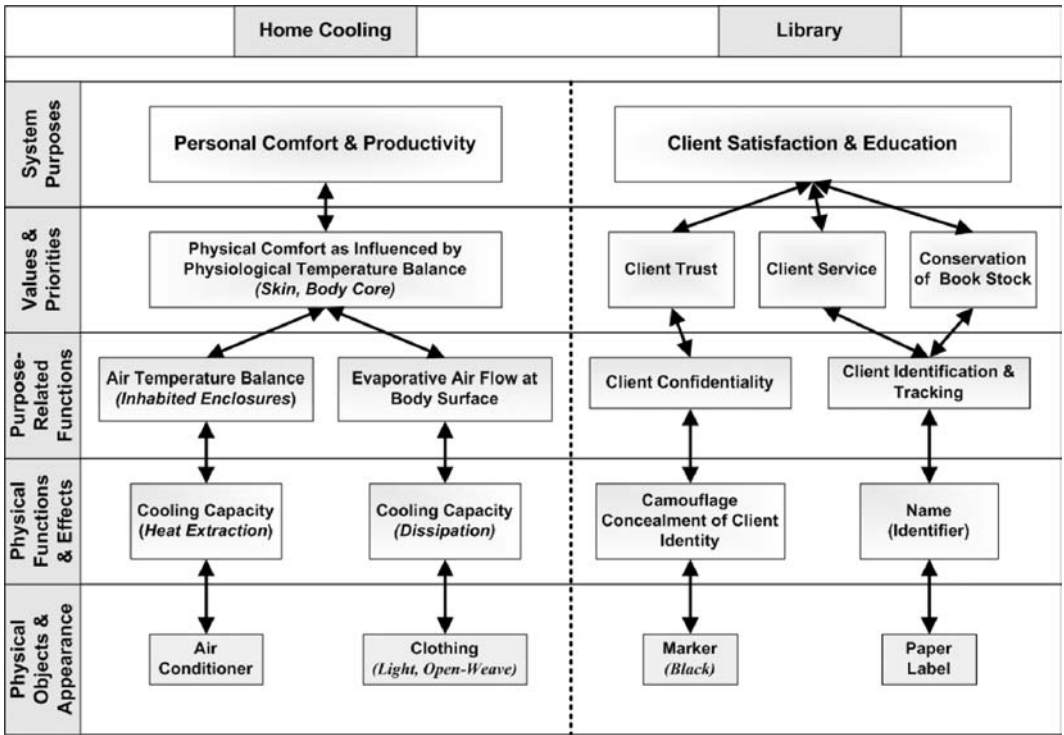 Home Cooling
Library
System
Purposes
Personal Comfort & Productivity
Client Satisfaction & Education
Values &
Priorities
Physical Comfort as Influenced by
Physiological Temperature Balance
(Skin, Body Core)
Client Trust
Client Service
Conservation
of Book Stock
Purpose-
Related
Functions
Air Temperature Balance
(Inhabited Enclosures)
Evaporative Air Flow at
Body Surface
Client Confidentiality
Client Identification &
Tracking
Physical
Functions
& Effects
Cooling Capacity
(Heat Extraction)
Cooling Capacity
(Dissipation)
Camouflage
Concealment of Client
Identity
Name
(Identifier)
Physical
Objects &
Appearance
Air
Conditioner
Clothing
(Light, Open-Weave)
Marker
(Black)
Paper
Label